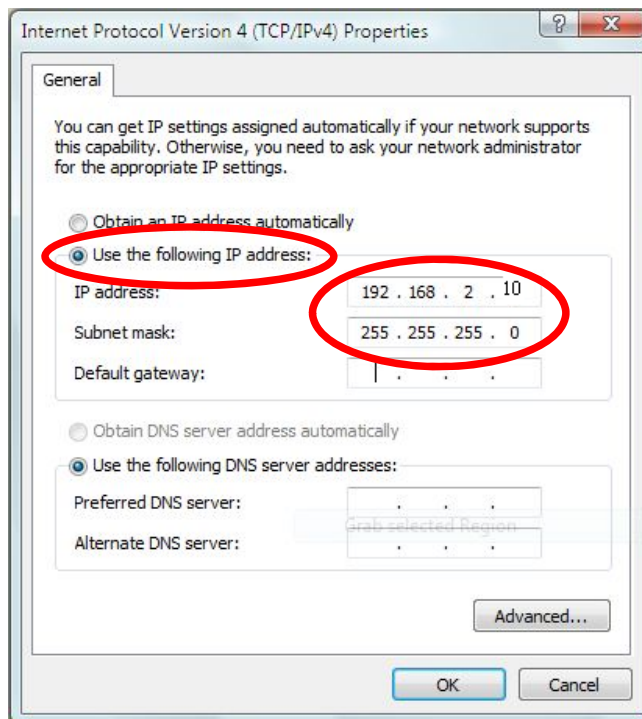 Internet Protocol Version 4 (TCP/IPv4) Properties
General
You can get IP settings assigned automatically if your network supports
this capability. Otherwise, you need to ask your network administrator
for the appropriate IP settings.
Obtain an IP address automatically
Use the following IP address:
IP address: 192 . 168 . 2 . 10
Subnet mask: 255 . 255 . 255 . 0
Default gateway: . . .
Obtain DNS server address automatically
Use the following DNS server addresses:
Preferred DNS server: . . .
Grab selected Region
Alternate DNS server: . . .
Advanced...
OK Cancel